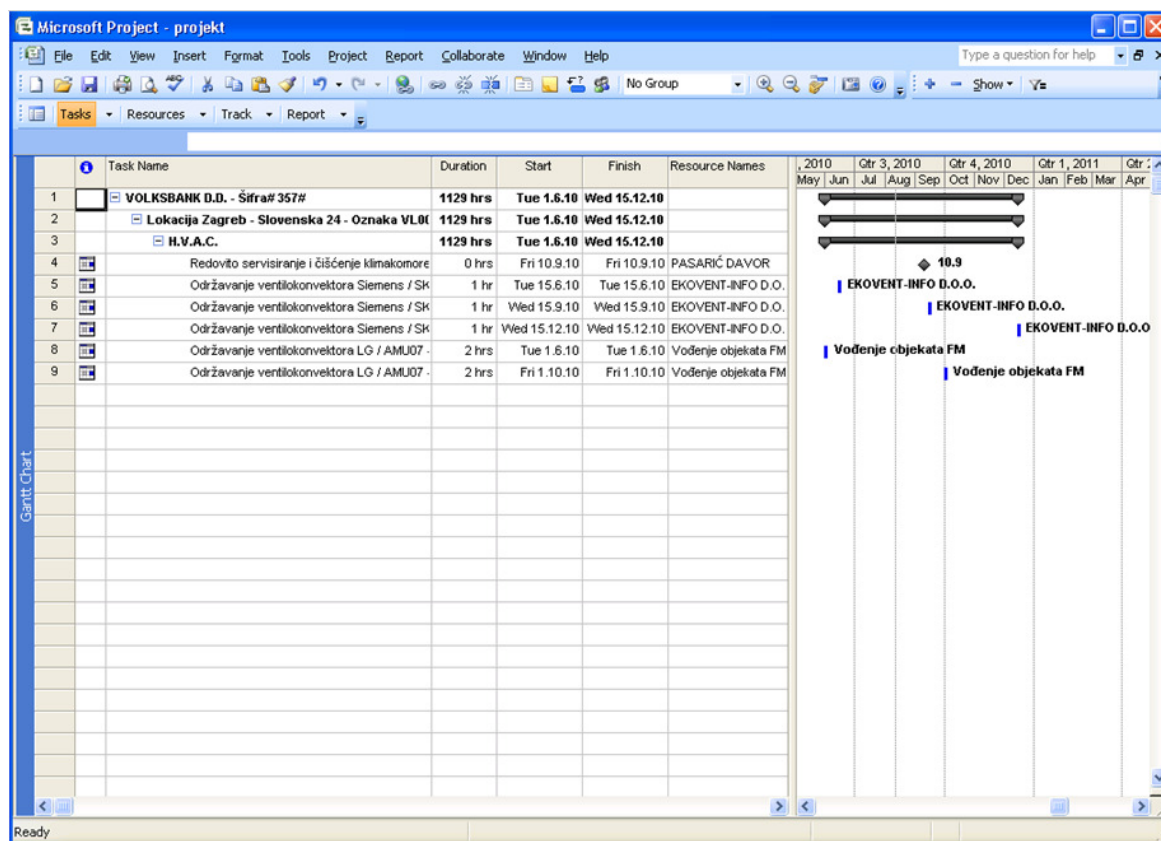 Microsoft Project - projekt
File Edit View Insert Format Tools Project Report Collaborate Window Help Type a question for help
No Group Show
Tasks Resources Track Report
Task Name Duration Start Finish Resource Names , 2010 Qtr 3, 2010 Qtr 4, 2010 Qtr 1, 2011 Qtr
May Jun Jul Aug Sep Oct Nov Dec Jan Feb Mar Apr
1 VOLKSBANK D.D. - Šifra# 357# 1129 hrs Tue 1.6.10 Wed 15.12.10
2 Lokacija Zagreb - Slovenska 24 - Oznaka VL0 1129 hrs Tue 1.6.10 Wed 15.12.10
3 H.V.A.C. 1129 hrs Tue 1.6.10 Wed 15.12.10
4 Redovito servisiranje i čišćenje klimakomore 0 hrs Fri 10.9.10 Fri 10.9.10 PASARIĆ DAVOR 10.9
5 Održavanje ventilokonvektora Siemens / SK 1 hr Tue 15.6.10 Tue 15.6.10 EKOVENT-INFO D.O. EKOVENT-INFO D.O.O.
6 Održavanje ventilokonvektora Siemens / SK 1 hr Wed 15.9.10 Wed 15.9.10 EKOVENT-INFO D.O. EKOVENT-INFO D.O.O.
7 Održavanje ventilokonvektora Siemens / SK 1 hr Wed 15.12.10 Wed 15.12.10 EKOVENT-INFO D.O. EKOVENT-INFO D.O.O
8 Održavanje ventilokonvektora LG / AMU07 - 2 hrs Tue 1.6.10 Tue 1.6.10 Vođenje objekata FM Vođenje objekata FM
9 Održavanje ventilokonvektora LG / AMU07 - 2 hrs Fri 1.10.10 Fri 1.10.10 Vođenje objekata FM Vođenje objekata FM
Gantt Chart
Ready